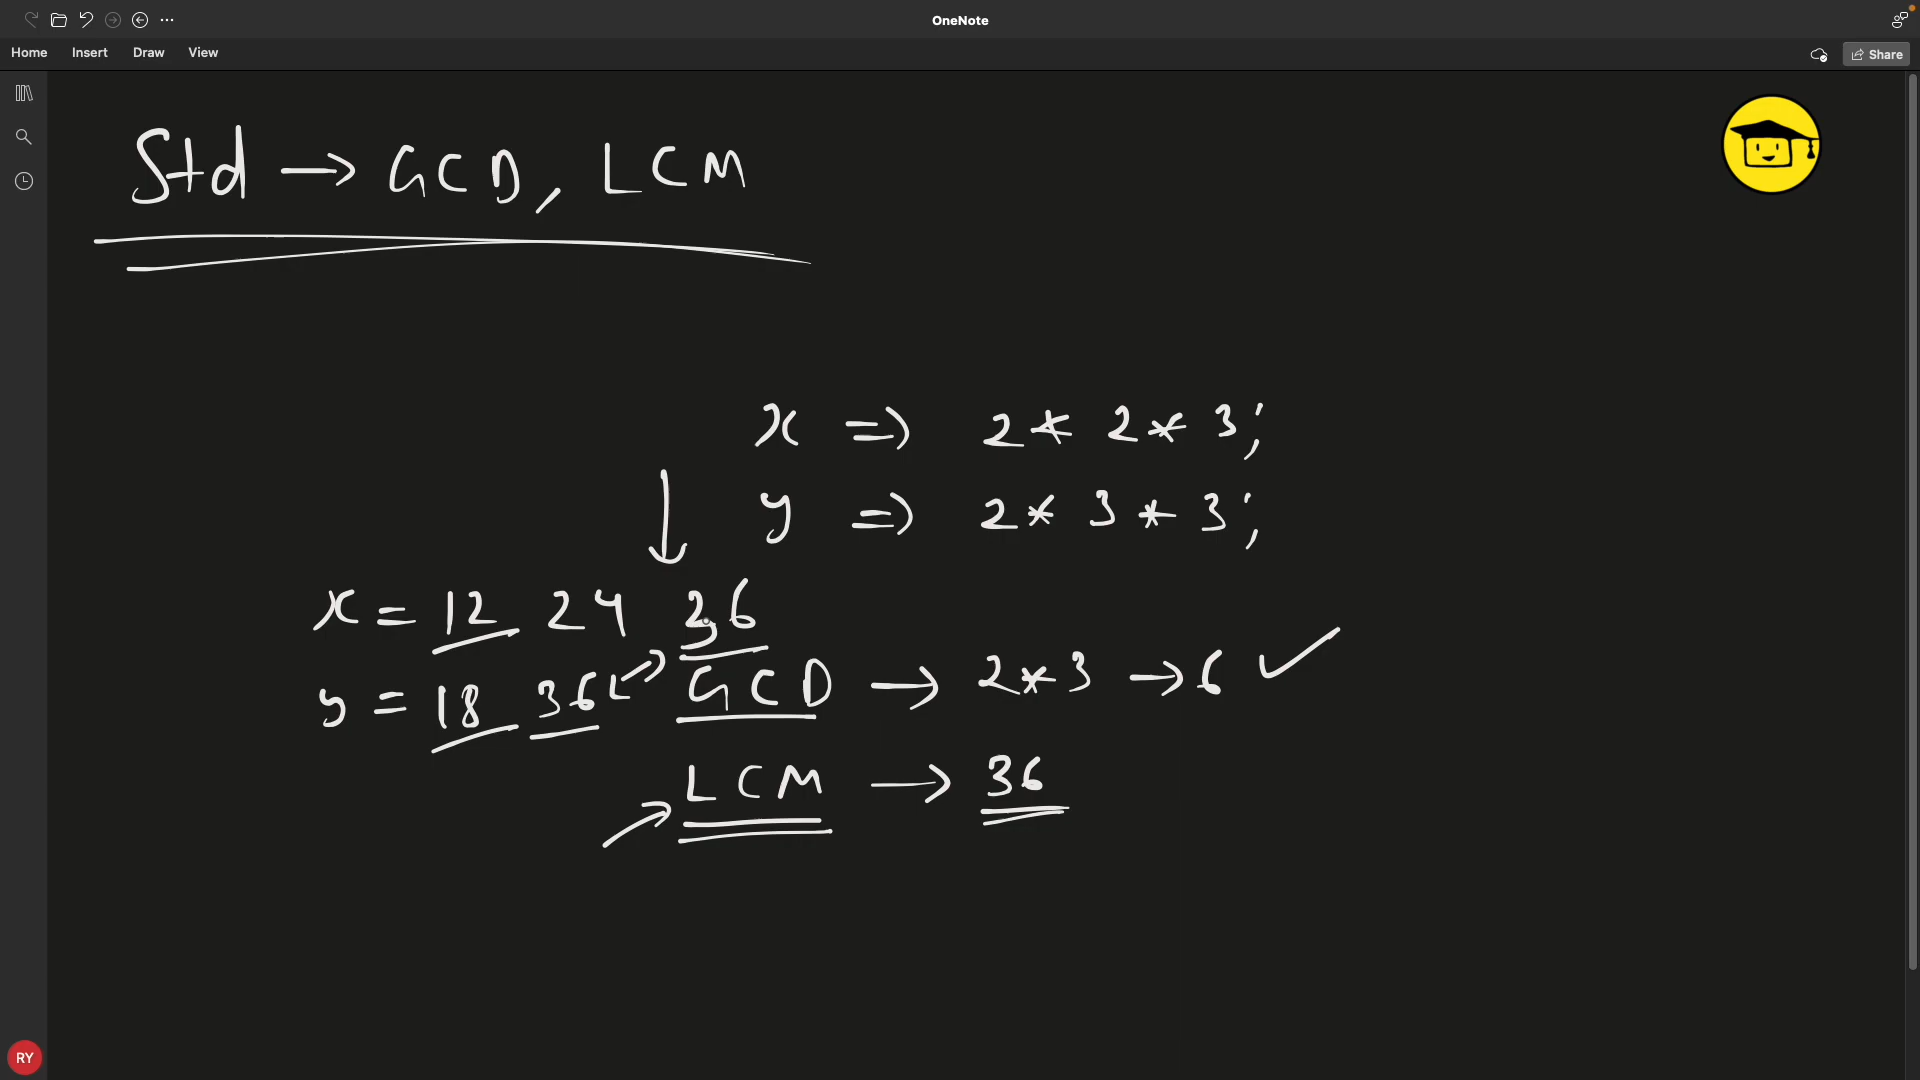 OneNote
Home Insert Draw View
Share
Std → GCD, LCM
x => 2 * 2 * 3;
y => 2 * 3 * 3;
x = 12 24 36
y = 18 36
GCD → 2*3 → 6 ✓
LCM → 36
RY